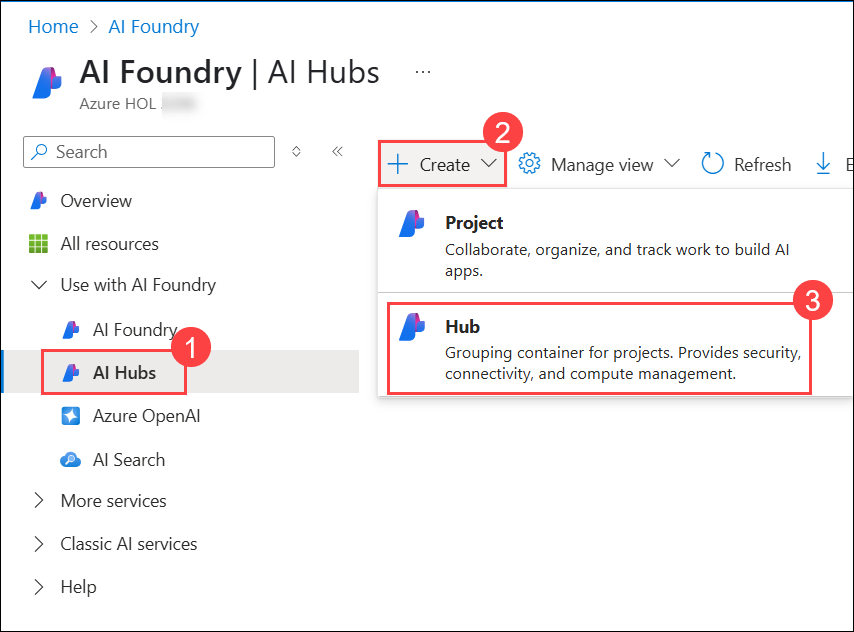 Home > AI Foundry
AI Foundry | AI Hubs ...
Azure HOL
Search
Overview
All resources
Use with AI Foundry
AI Foundry
1
AI Hubs
Azure OpenAI
AI Search
More services
Classic AI services
Help
2
Create
Manage view
Refresh
Project
Collaborate, organize, and track work to build AI
apps.
3
Hub
Grouping container for projects. Provides security,
connectivity, and compute management.